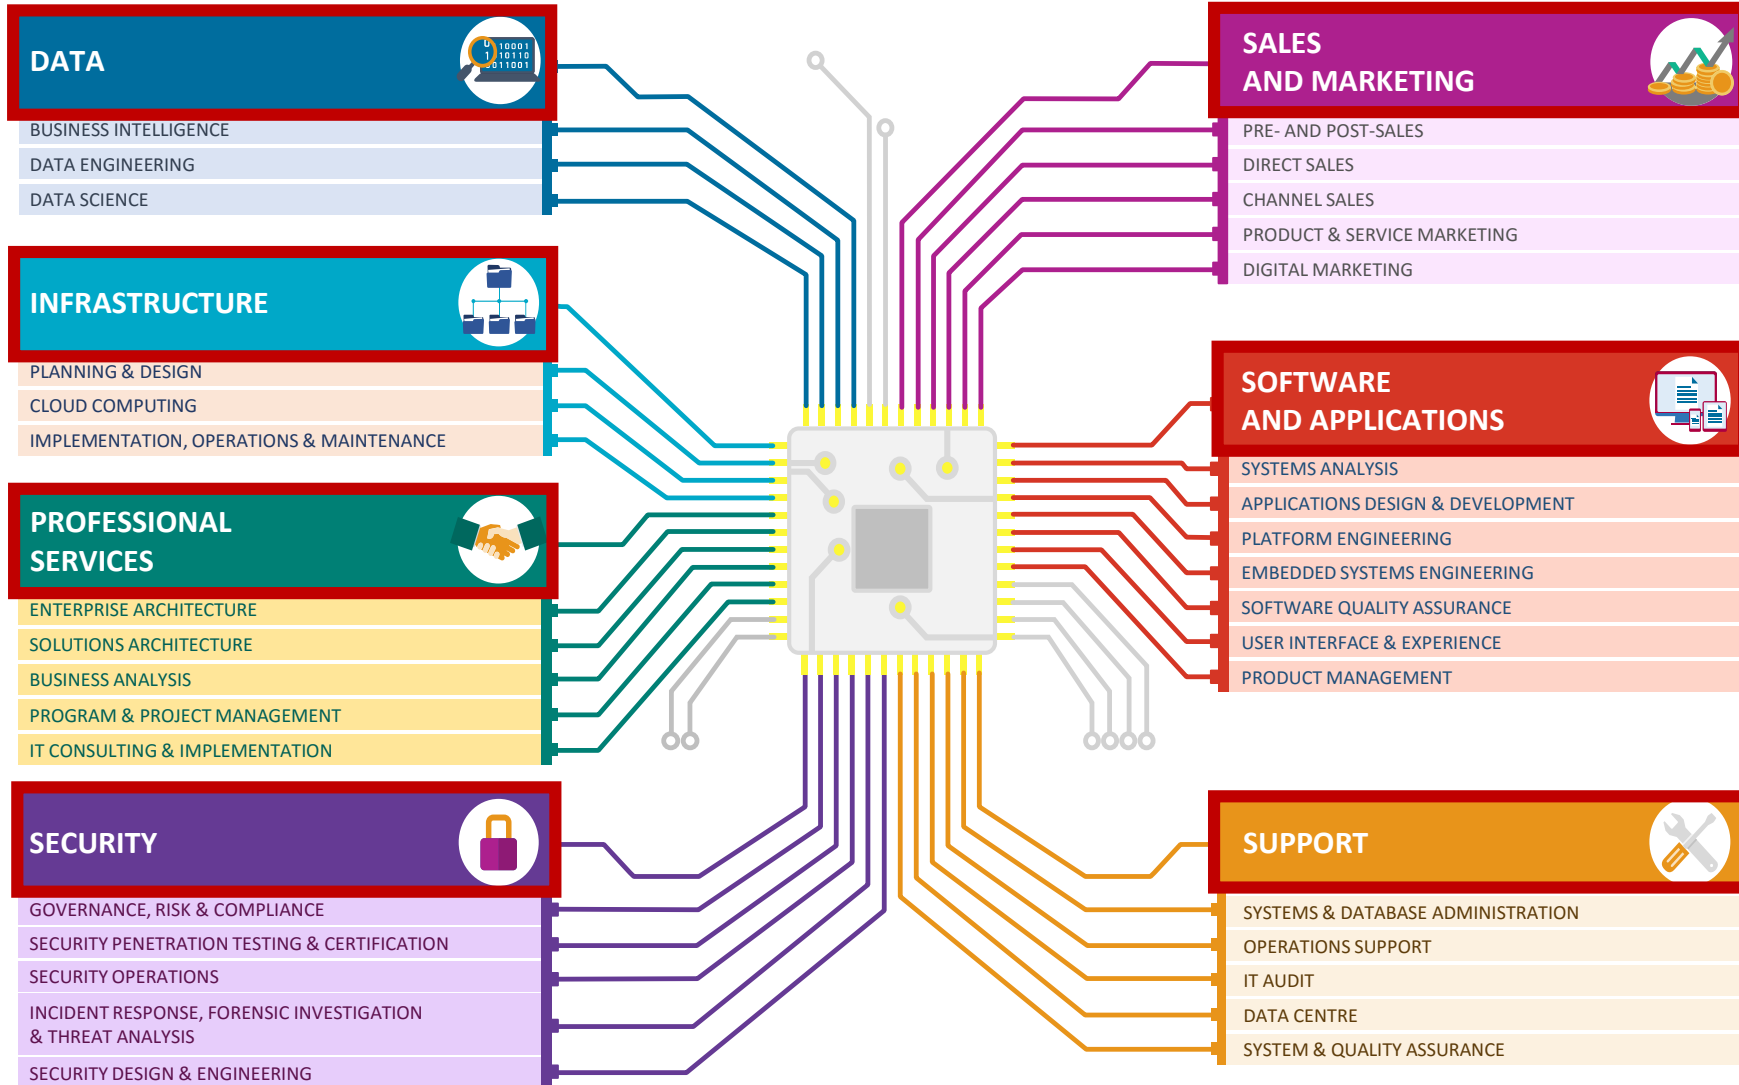 DATA
0 10001
1 10110
0011001
BUSINESS INTELLIGENCE
DATA ENGINEERING
DATA SCIENCE
INFRASTRUCTURE
PLANNING & DESIGN
CLOUD COMPUTING
IMPLEMENTATION, OPERATIONS & MAINTENANCE
PROFESSIONAL
SERVICES
ENTERPRISE ARCHITECTURE
SOLUTIONS ARCHITECTURE
BUSINESS ANALYSIS
PROGRAM & PROJECT MANAGEMENT
IT CONSULTING & IMPLEMENTATION
SECURITY
GOVERNANCE, RISK & COMPLIANCE
SECURITY PENETRATION TESTING & CERTIFICATION
SECURITY OPERATIONS
INCIDENT RESPONSE, FORENSIC INVESTIGATION
& THREAT ANALYSIS
SECURITY DESIGN & ENGINEERING
SALES
AND MARKETING
PRE- AND POST-SALES
DIRECT SALES
CHANNEL SALES
PRODUCT & SERVICE MARKETING
DIGITAL MARKETING
SOFTWARE
AND APPLICATIONS
SYSTEMS ANALYSIS
APPLICATIONS DESIGN & DEVELOPMENT
PLATFORM ENGINEERING
EMBEDDED SYSTEMS ENGINEERING
SOFTWARE QUALITY ASSURANCE
USER INTERFACE & EXPERIENCE
PRODUCT MANAGEMENT
SUPPORT
SYSTEMS & DATABASE ADMINISTRATION
OPERATIONS SUPPORT
IT AUDIT
DATA CENTRE
SYSTEM & QUALITY ASSURANCE